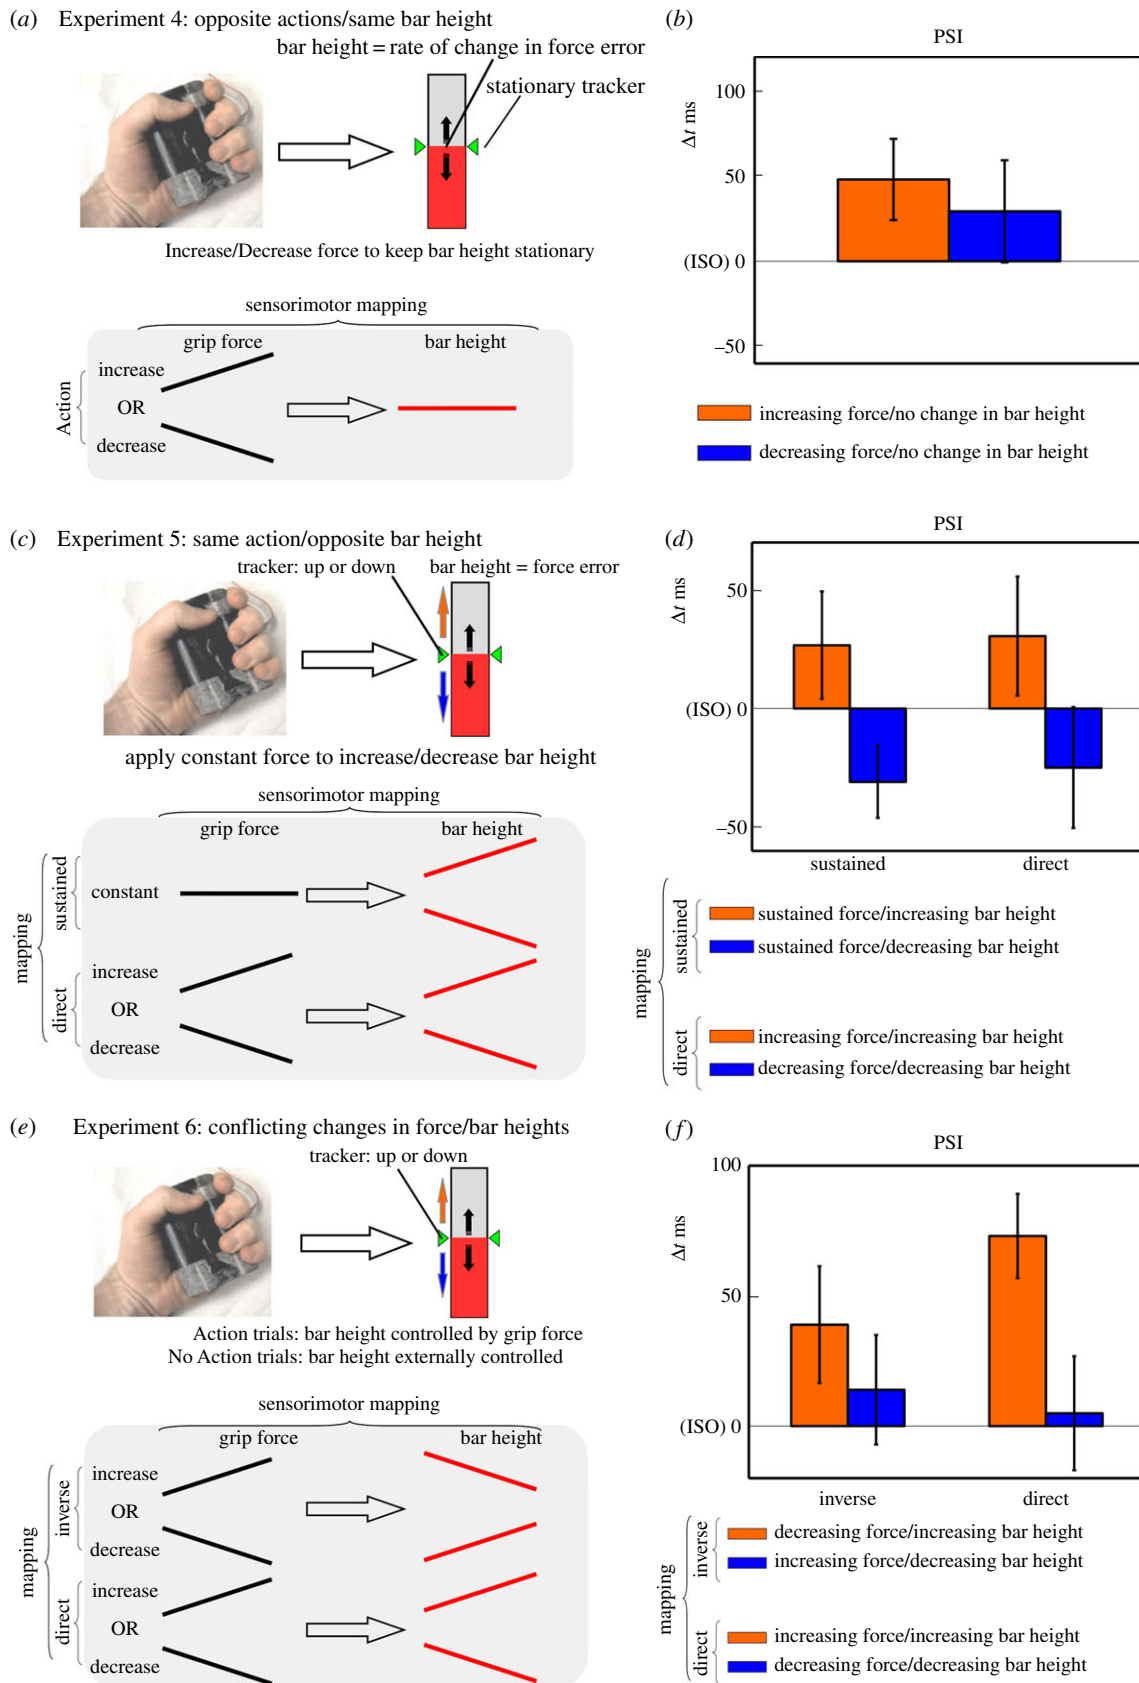 (a) Experiment 4: opposite actions/same bar height
bar height = rate of change in force error
stationary tracker
Increase/Decrease force to keep bar height stationary
sensorimotor mapping
grip force
bar height
Action
increase
OR
decrease
(b)
PSI
Δt ms
100
50
(ISO) 0
–50
increasing force/no change in bar height
decreasing force/no change in bar height
(c) Experiment 5: same action/opposite bar height
tracker: up or down
bar height = force error
apply constant force to increase/decrease bar height
sensorimotor mapping
grip force
bar height
mapping
sustained
constant
direct
increase
OR
decrease
(d)
PSI
Δt ms
50
(ISO) 0
–50
sustained
direct
mapping
sustained
sustained force/increasing bar height
sustained force/decreasing bar height
direct
increasing force/increasing bar height
decreasing force/decreasing bar height
(e) Experiment 6: conflicting changes in force/bar heights
tracker: up or down
Action trials: bar height controlled by grip force
No Action trials: bar height externally controlled
sensorimotor mapping
grip force
bar height
mapping
inverse
increase
OR
decrease
direct
increase
OR
decrease
(f)
PSI
Δt ms
100
50
(ISO) 0
inverse
direct
mapping
inverse
decreasing force/increasing bar height
increasing force/decreasing bar height
direct
increasing force/increasing bar height
decreasing force/decreasing bar height